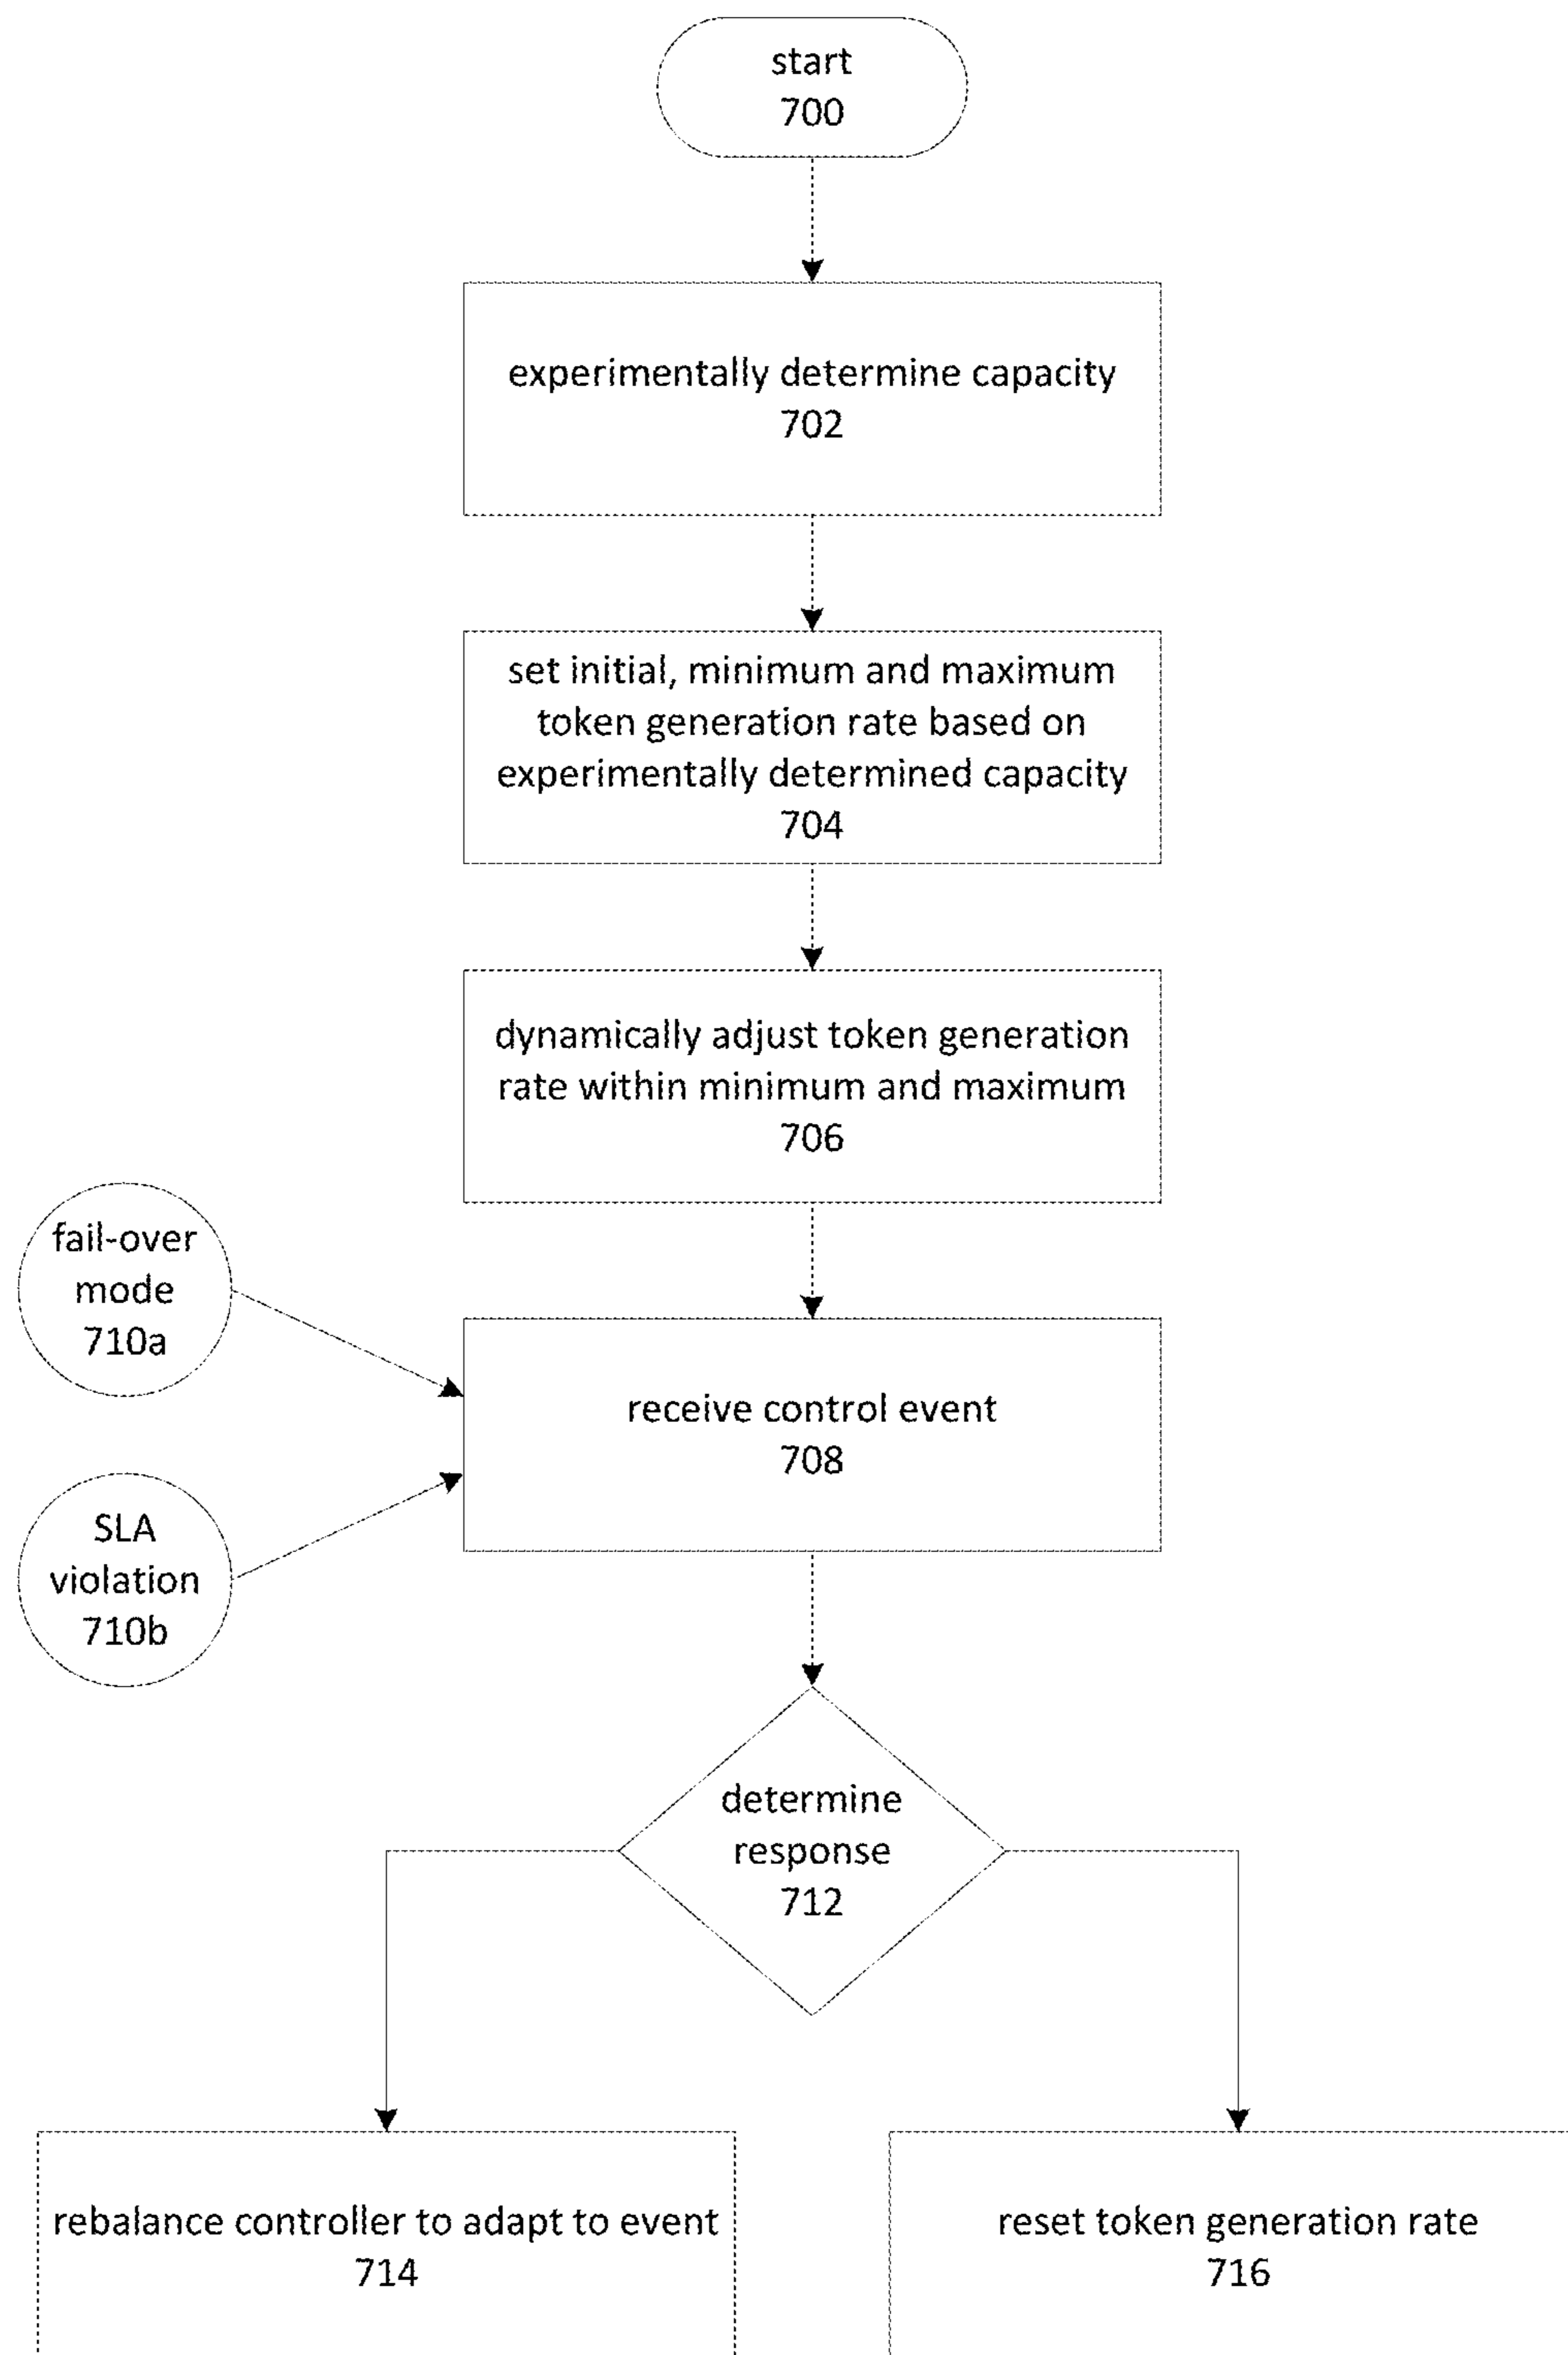 start
700
experimentally determine capacity
702
set initial, minimum and maximum
token generation rate based on
experimentally determined capacity
704
dynamically adjust token generation
rate within minimum and maximum
706
fail-over
mode
710a
receive control event
708
SLA
violation
710b
determine
response
712
rebalance controller to adapt to event
714
reset token generation rate
716